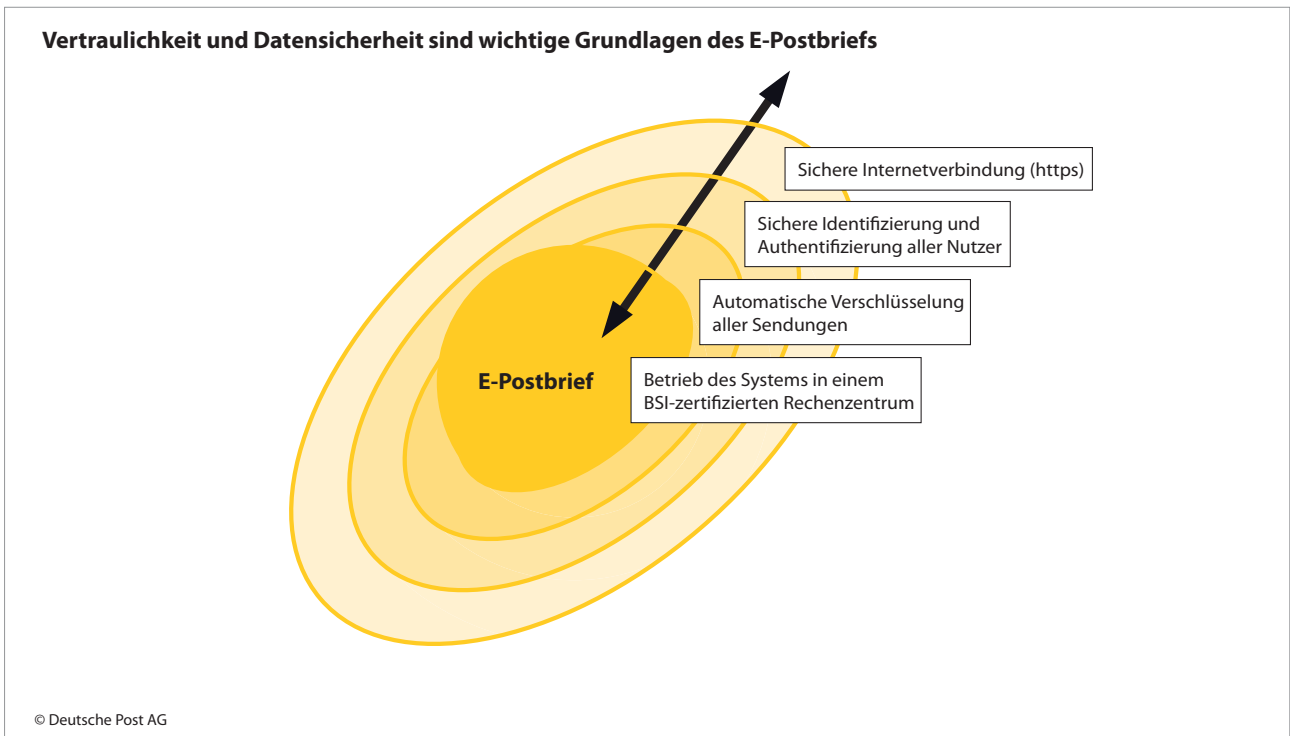 Vertraulichkeit und Datensicherheit sind wichtige Grundlagen des E-Postbriefs
Sichere Internetverbindung (https)
Sichere Identifizierung und
Authentifizierung aller Nutzer
Automatische Verschlüsselung
aller Sendungen
E-Postbrief
Betrieb des Systems in einem
BSI-zertifizierten Rechenzentrum
© Deutsche Post AG